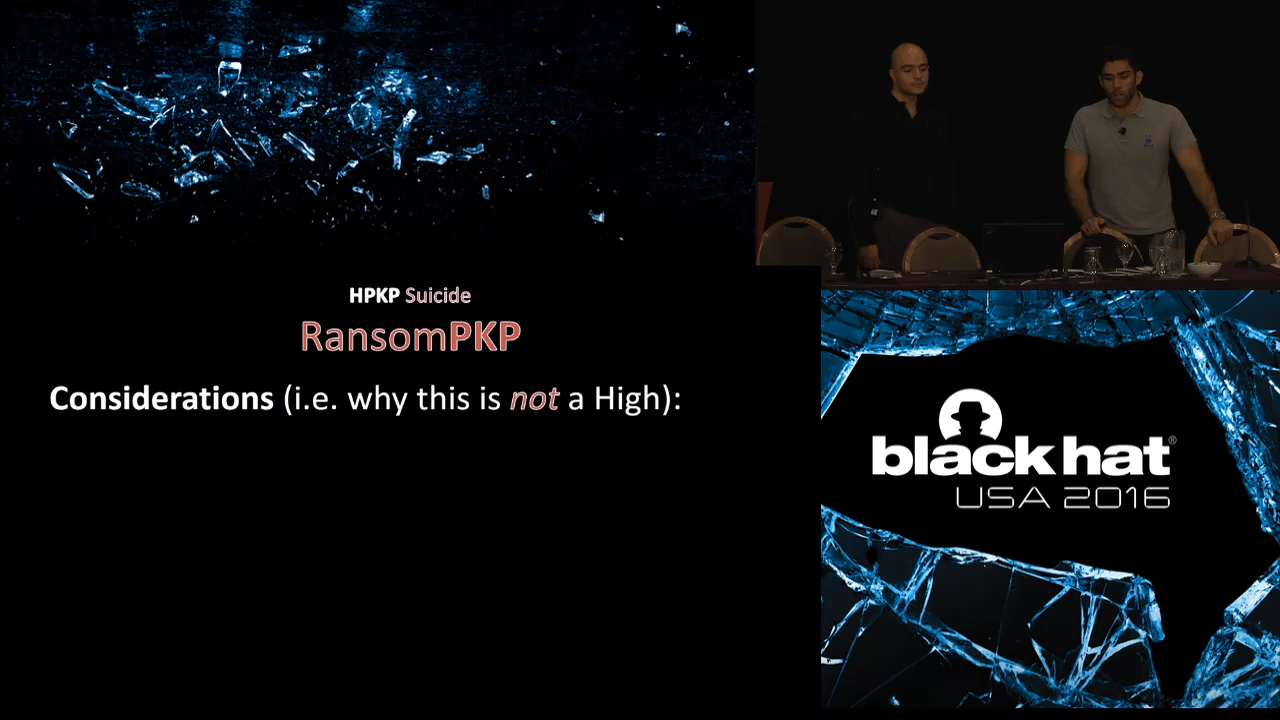 HPKP Suicide
RansomPKP
Considerations (i.e. why this is not a High):
black hat®
USA 2016